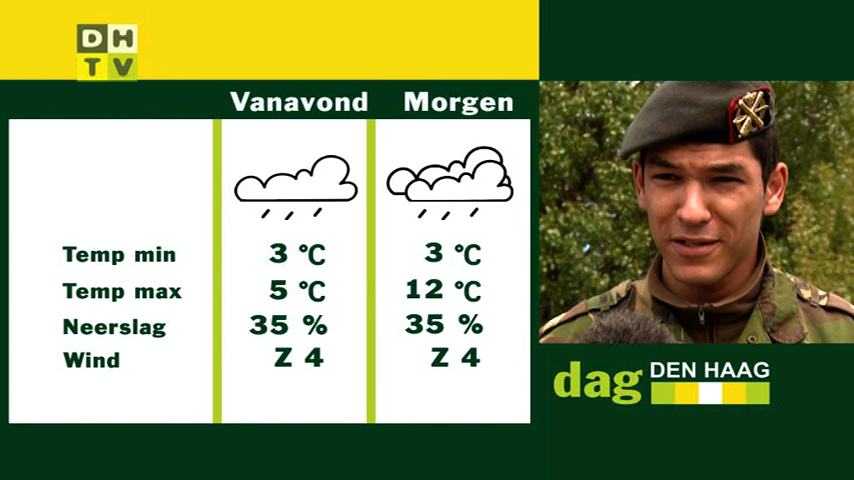 DH
TV
Vanavond Morgen
Temp min 3 °C 3 °C
Temp max 5 °C 12 °C
Neerslag 35 % 35 %
Wind Z 4 Z 4
dag DEN HAAG